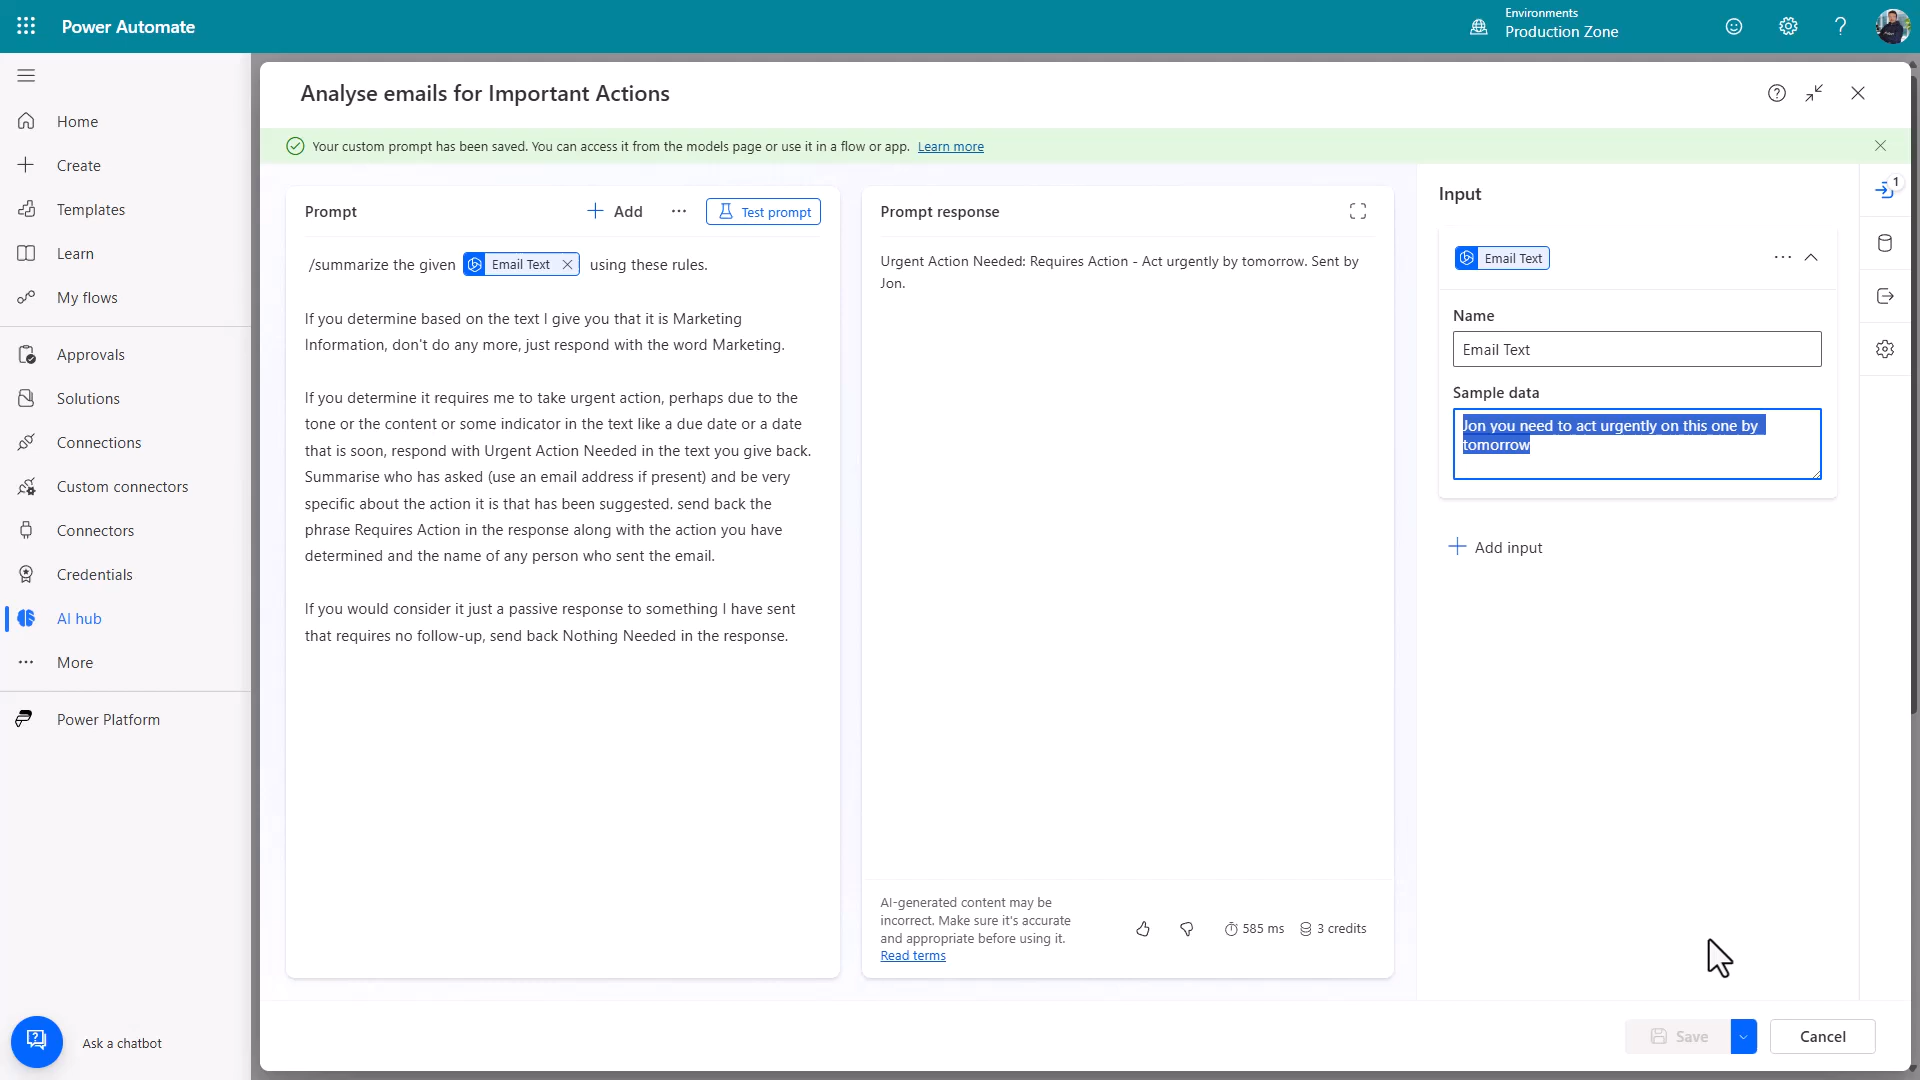 Power Automate
Environments
Production Zone
Home
Create
Templates
Learn
My flows
Approvals
Solutions
Connections
Custom connectors
Connectors
Credentials
AI hub
More
Power Platform
Ask a chatbot
Analyse emails for Important Actions
Your custom prompt has been saved. You can access it from the models page or use it in a flow or app. Learn more
Prompt
Add
Test prompt
/summarize the given Email Text using these rules.
If you determine based on the text I give you that it is Marketing
Information, don't do any more, just respond with the word Marketing.
If you determine it requires me to take urgent action, perhaps due to the
tone or the content or some indicator in the text like a due date or a date
that is soon, respond with Urgent Action Needed in the text you give back.
Summarise who has asked (use an email address if present) and be very
specific about the action it is that has been suggested. send back the
phrase Requires Action in the response along with the action you have
determined and the name of any person who sent the email.
If you would consider it just a passive response to something I have sent
that requires no follow-up, send back Nothing Needed in the response.
Prompt response
Urgent Action Needed: Requires Action - Act urgently by tomorrow. Sent by
Jon.
AI-generated content may be
incorrect. Make sure it's accurate
and appropriate before using it.
Read terms
585 ms
3 credits
Input
1
Email Text
Name
Email Text
Sample data
Jon you need to act urgently on this one by
tomorrow
Add input
Save
Cancel